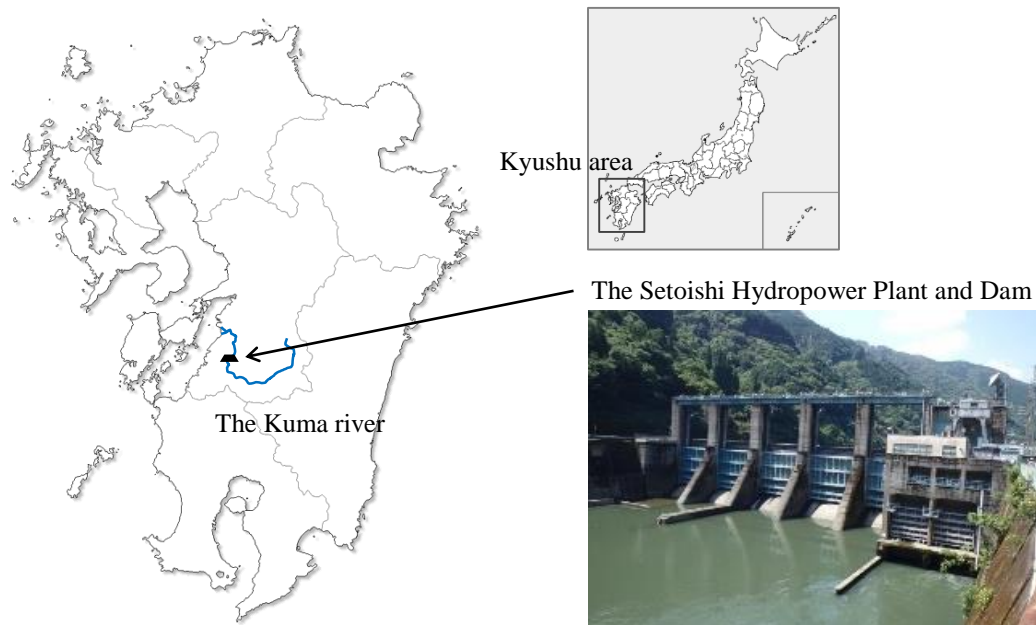 Kyushu area
The Setoishi Hydropower Plant and Dam
The Kuma river